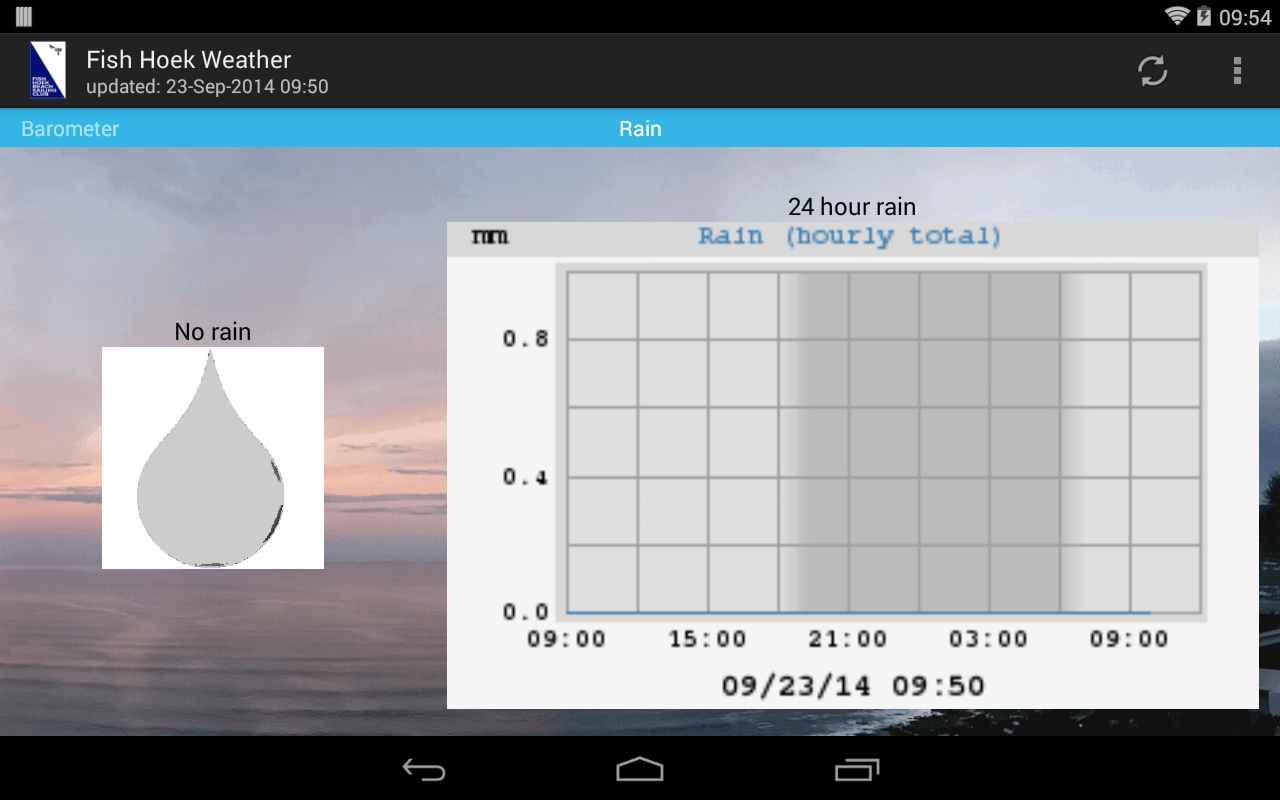 09:54
Fish Hoek Weather
updated: 23-Sep-2014 09:50
FISH
HOEK
BEACH
SAILING
CLUB
Barometer
Rain
24 hour rain
mm
Rain (hourly total)
No rain
0.8
0.4
0.0
09:00 15:00 21:00 03:00 09:00
09/23/14 09:50